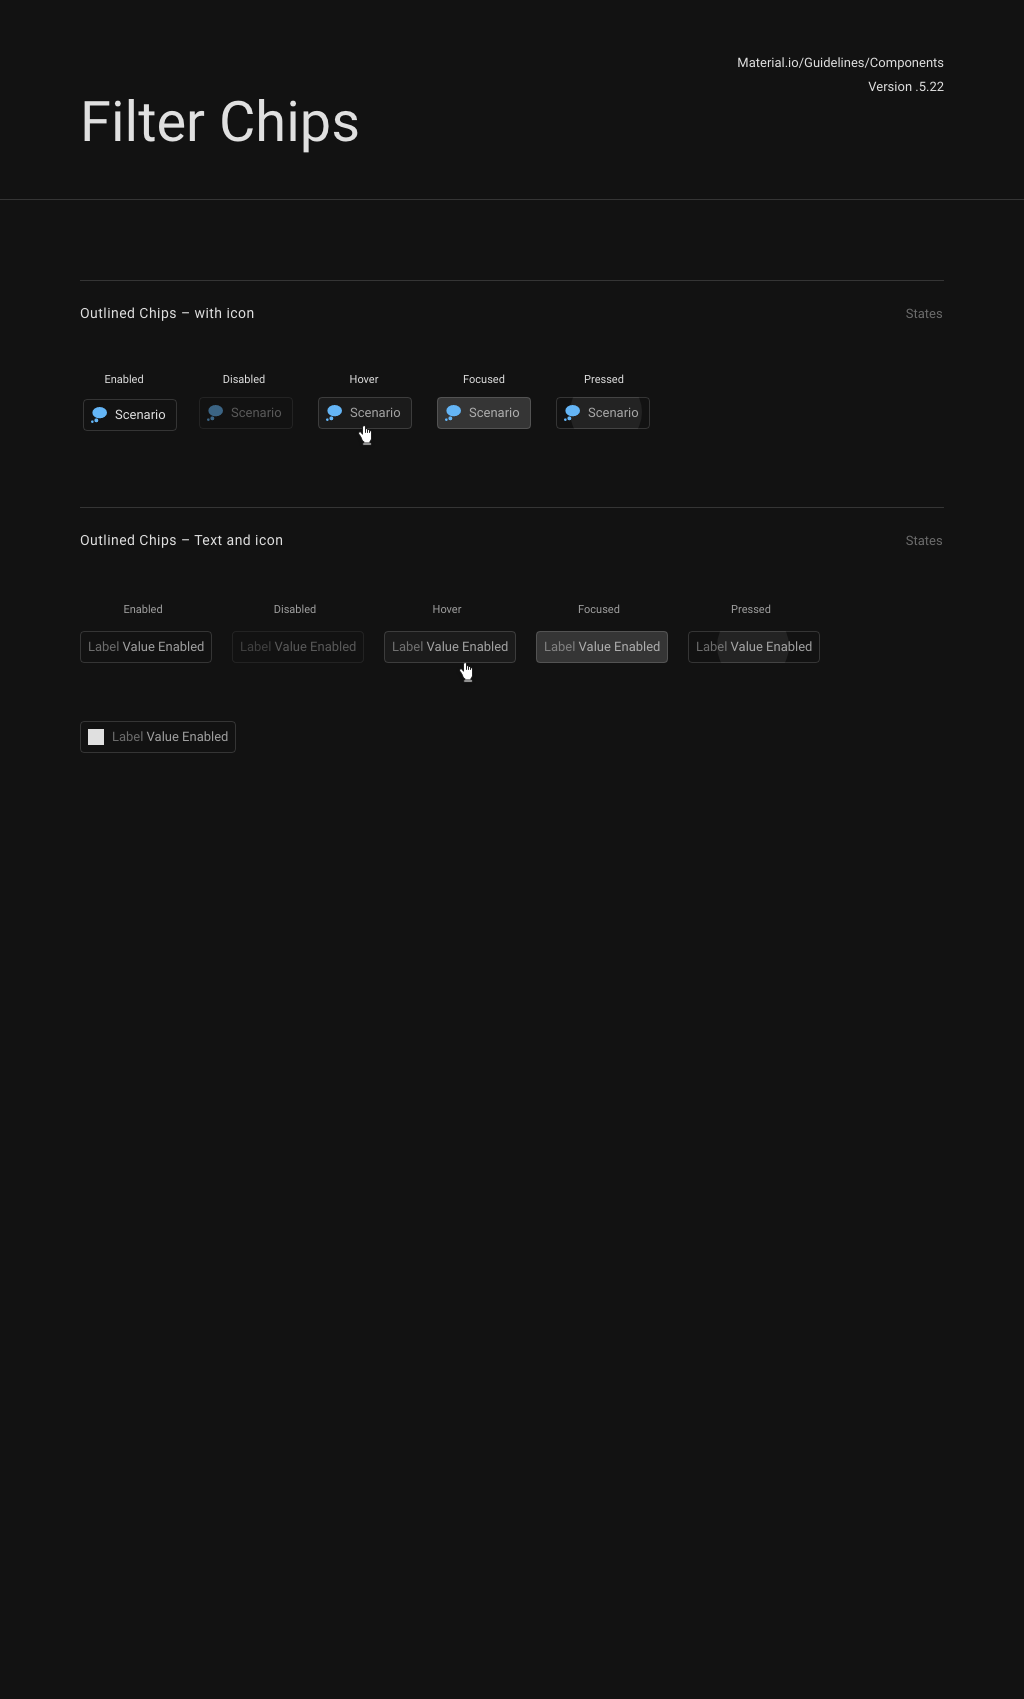 Material.io/Guidelines/Components
Version .5.22
Filter Chips
Outlined Chips – with icon States
Enabled Disabled Hover Focused Pressed
Scenario Scenario Scenario Scenario Scenario
Outlined Chips – Text and icon States
Enabled Disabled Hover Focused Pressed
Label Value Enabled Label Value Enabled Label Value Enabled Label Value Enabled Label Value Enabled
Label Value Enabled